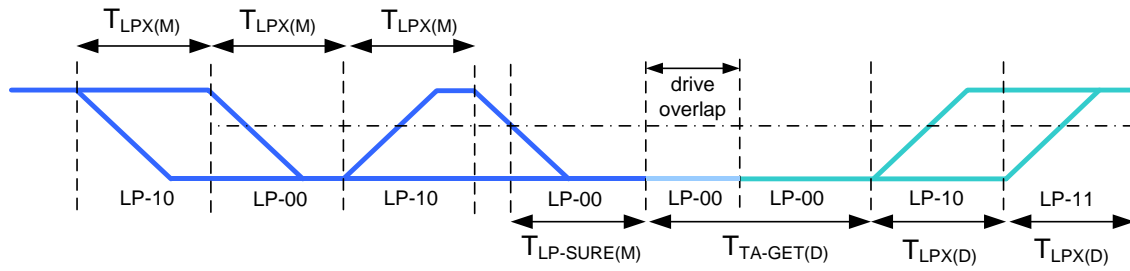 TLPX(M) TLPX(M) TLPX(M)
drive
overlap
LP-10 LP-00 LP-10 LP-00 LP-00 LP-00 LP-10 LP-11
TLP-SURE(M) TTA-GET(D) TLPX(D) TLPX(D)